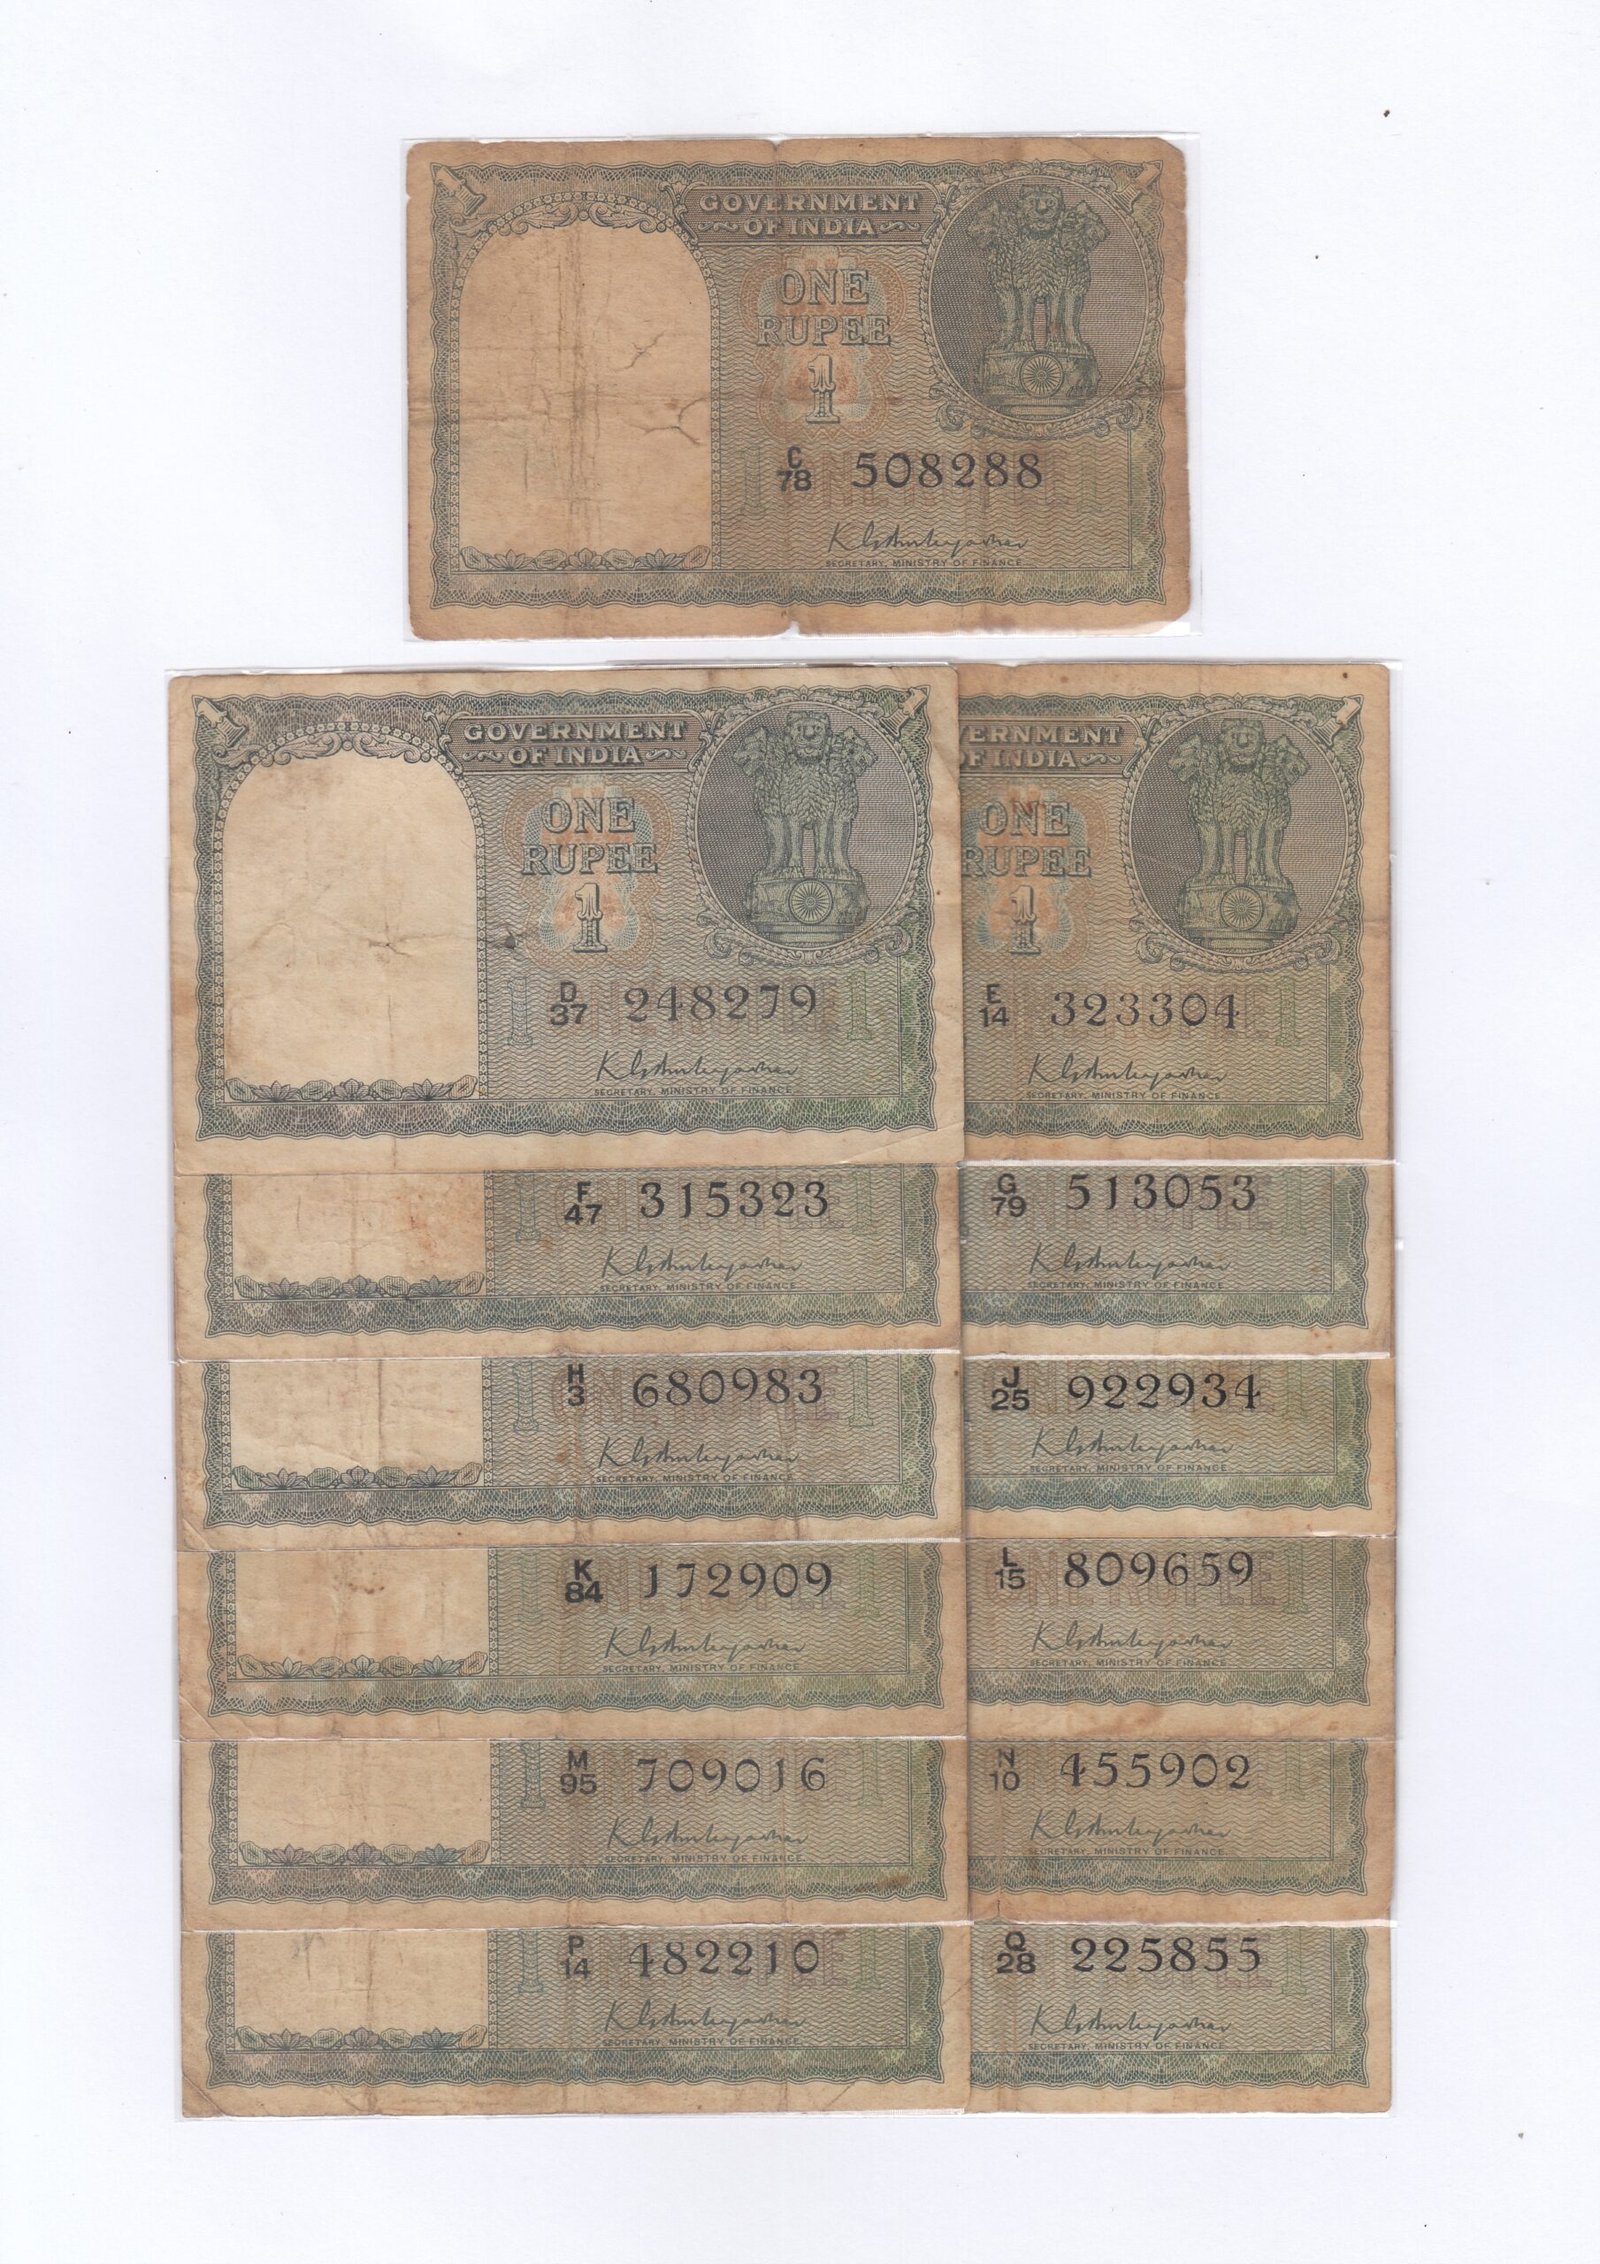 1 1
GOVERNMENT
OF INDIA
ONE
RUPEE
1
C
78 508288
SECRETARY, MINISTRY OF FINANCE
1 1
GOVERNMENT
OF INDIA
ONE
RUPEE
1
D
37 248279
SECRETARY, MINISTRY OF FINANCE
1
ERNMENT
OF INDIA
ONE
RUPEE
1
E
14 323304
SECRETARY, MINISTRY OF FINANCE
F
47 315323
SECRETARY, MINISTRY OF FINANCE
G
79 513053
SECRETARY, MINISTRY OF FINANCE
H
3 680983
SECRETARY, MINISTRY OF FINANCE
J
25 922934
SECRETARY, MINISTRY OF FINANCE
K
84 172909
SECRETARY, MINISTRY OF FINANCE
L
15 809659
SECRETARY, MINISTRY OF FINANCE
M
95 709016
SECRETARY, MINISTRY OF FINANCE
N
10 455902
SECRETARY, MINISTRY OF FINANCE
P
14 482210
SECRETARY, MINISTRY OF FINANCE
Q
28 225855
SECRETARY, MINISTRY OF FINANCE